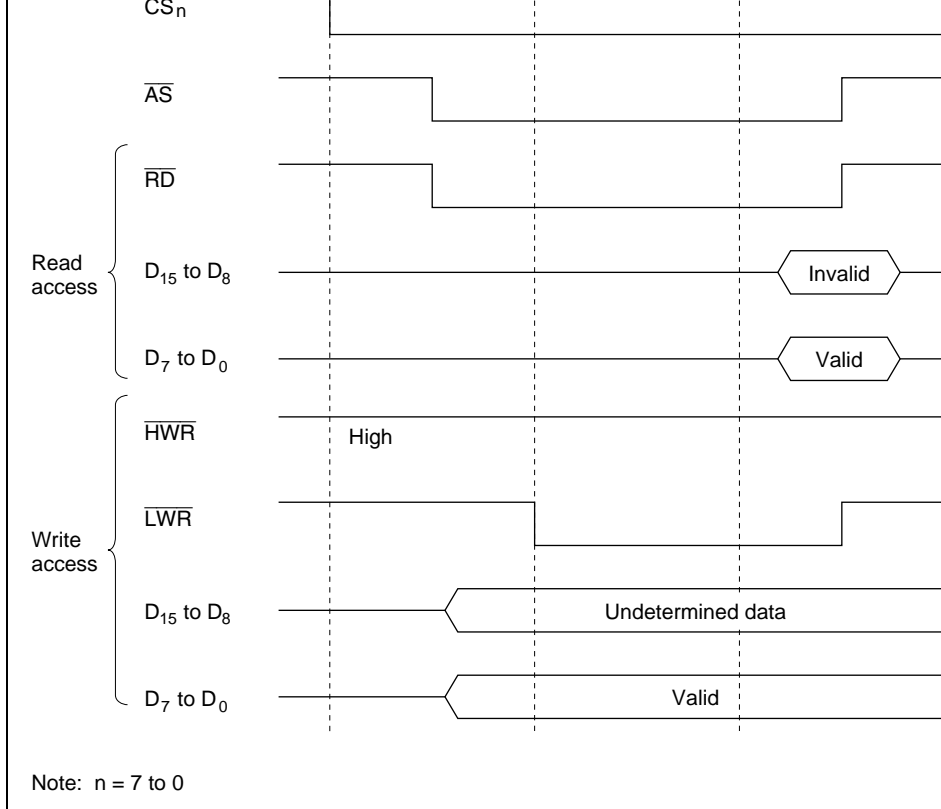 CSn
AS
RD
Read
access
D15 to D8
Invalid
D7 to D0
Valid
HWR
High
LWR
Write
access
D15 to D8
Undetermined data
D7 to D0
Valid
Note: n = 7 to 0